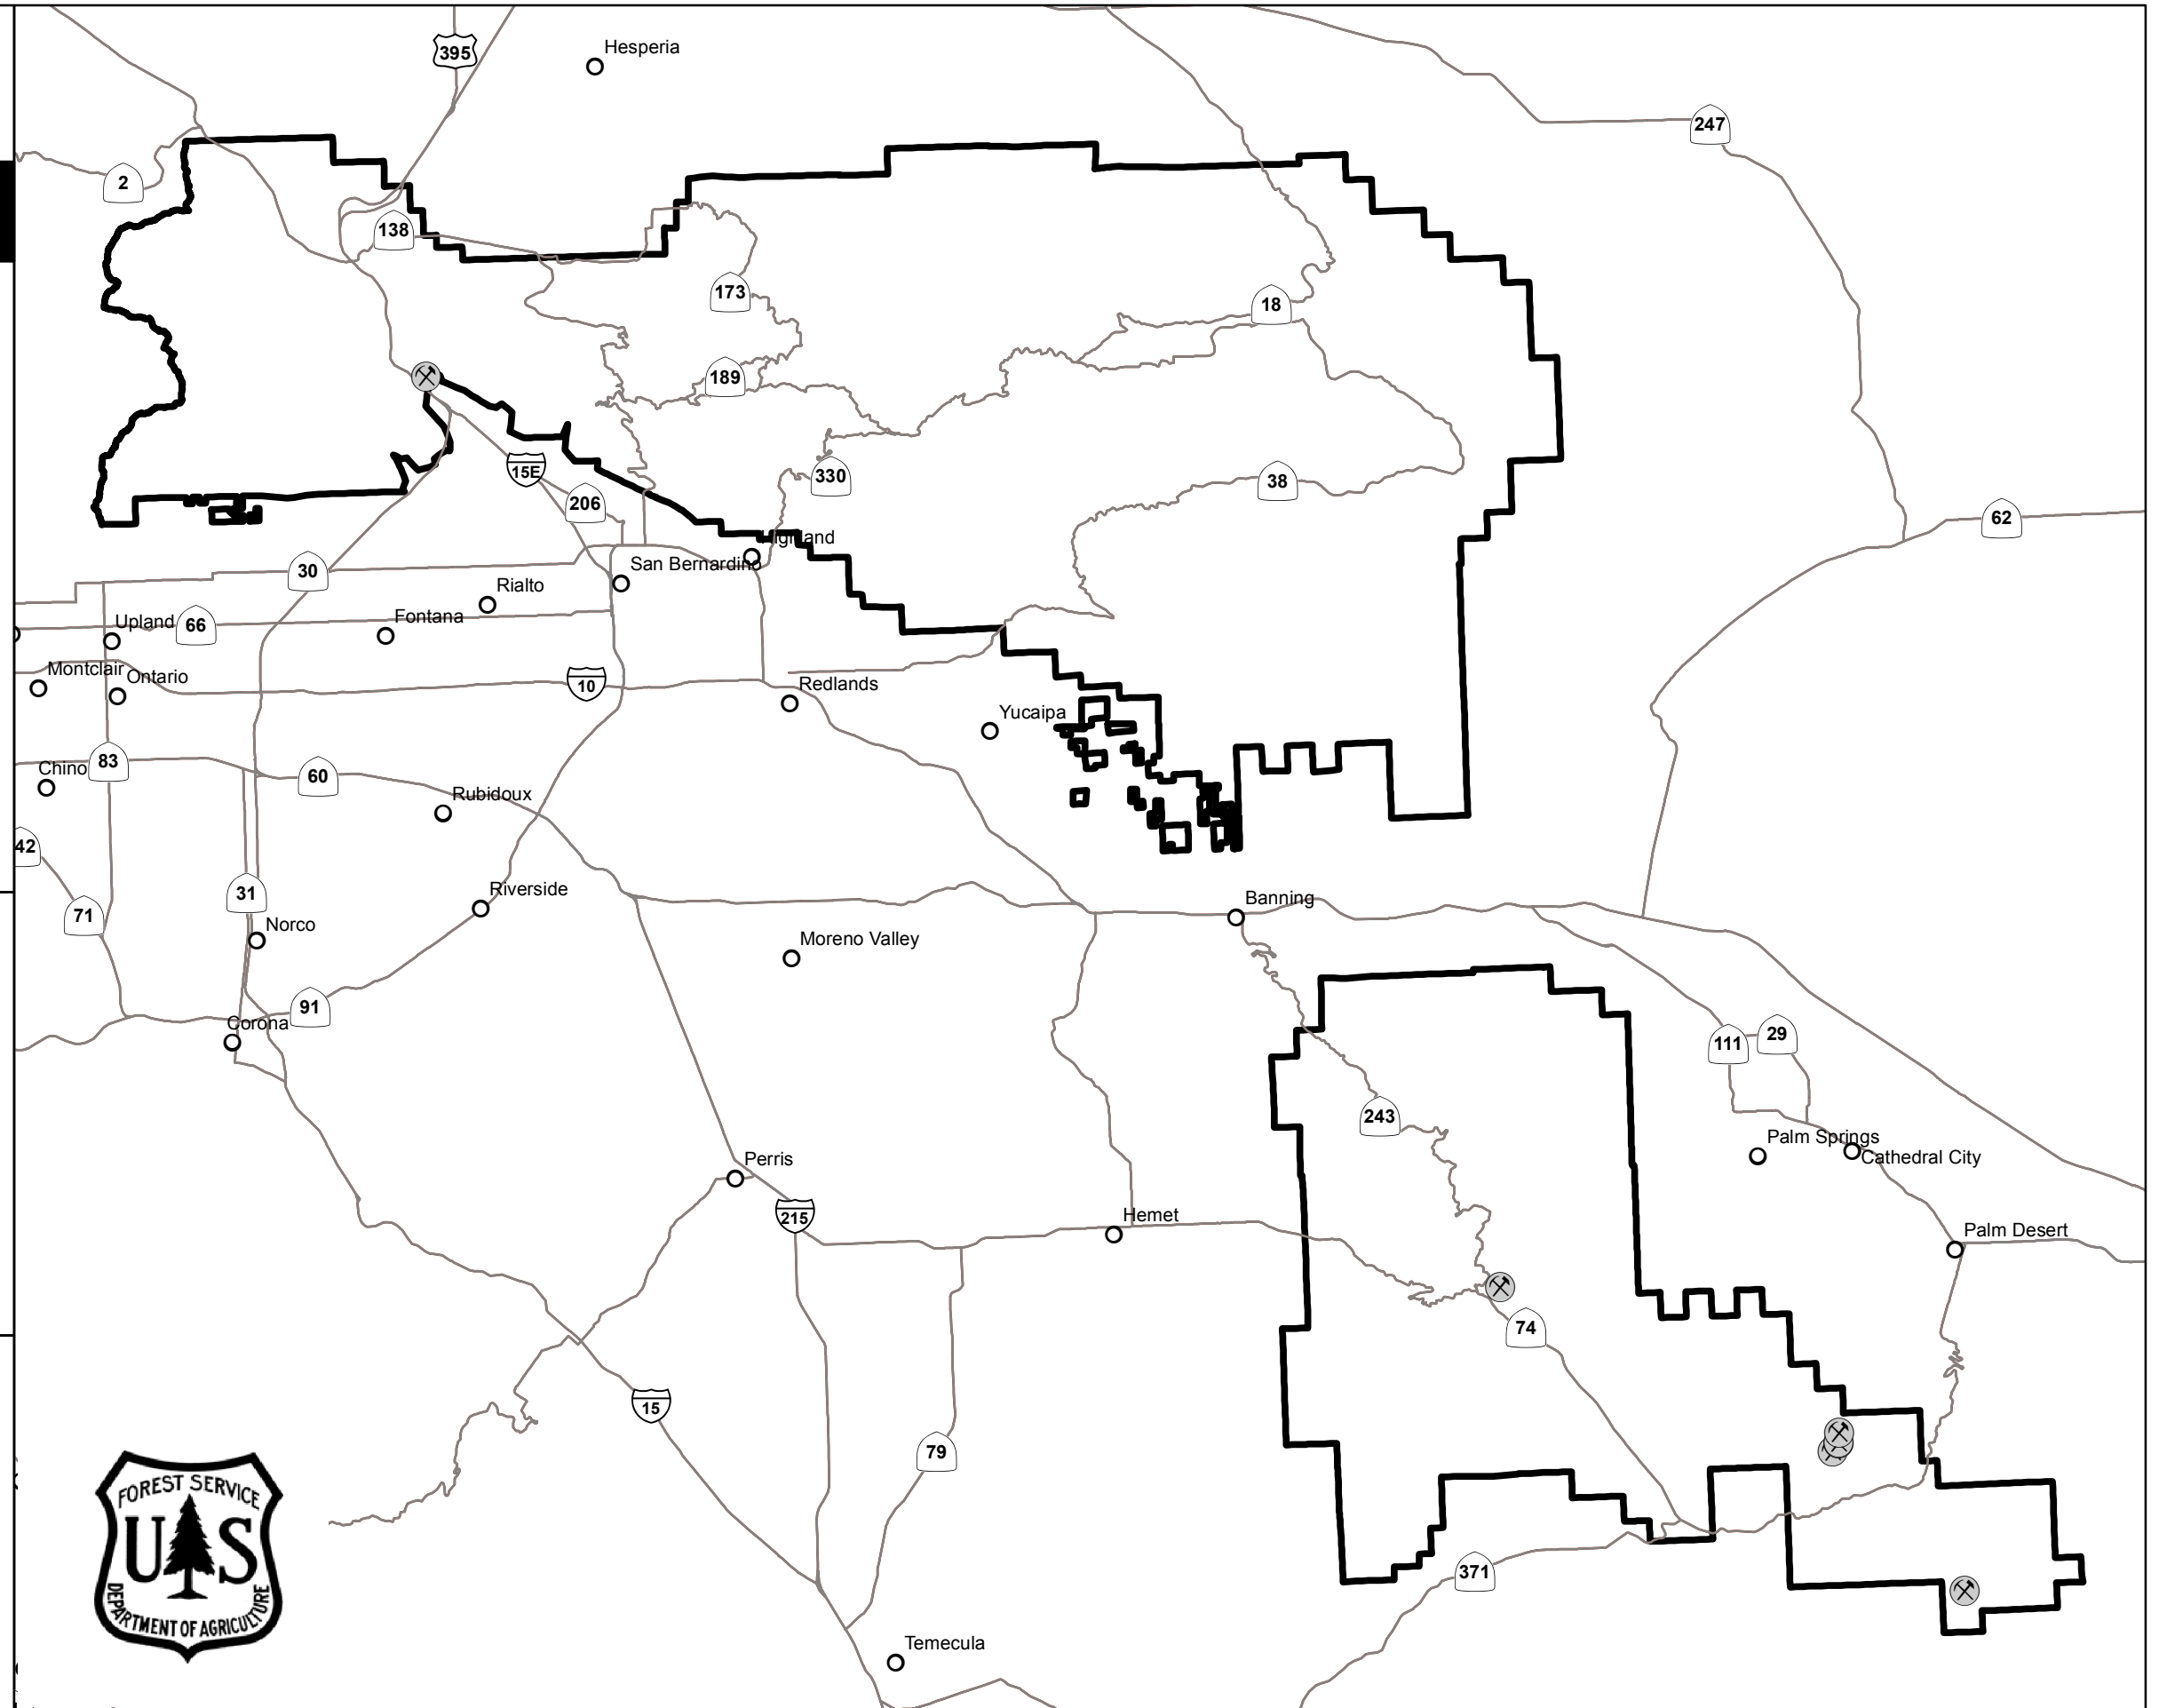 395
Hesperia
247
2
138
173
18
189
330
38
15E
206
62
San Bernardino
30
Rialto
Fontana
Upland
66
Montclair
Ontario
10
Redlands
Yucaipa
83
Chino
60
Rubidoux
42
31
Riverside
Banning
71
Norco
Moreno Valley
91
Corona
111
29
243
Palm Springs
Cathedral City
Perris
215
Hemet
Palm Desert
74
15
79
371
FOREST SERVICE
U S
DEPARTMENT OF AGRICULTURE
Temecula